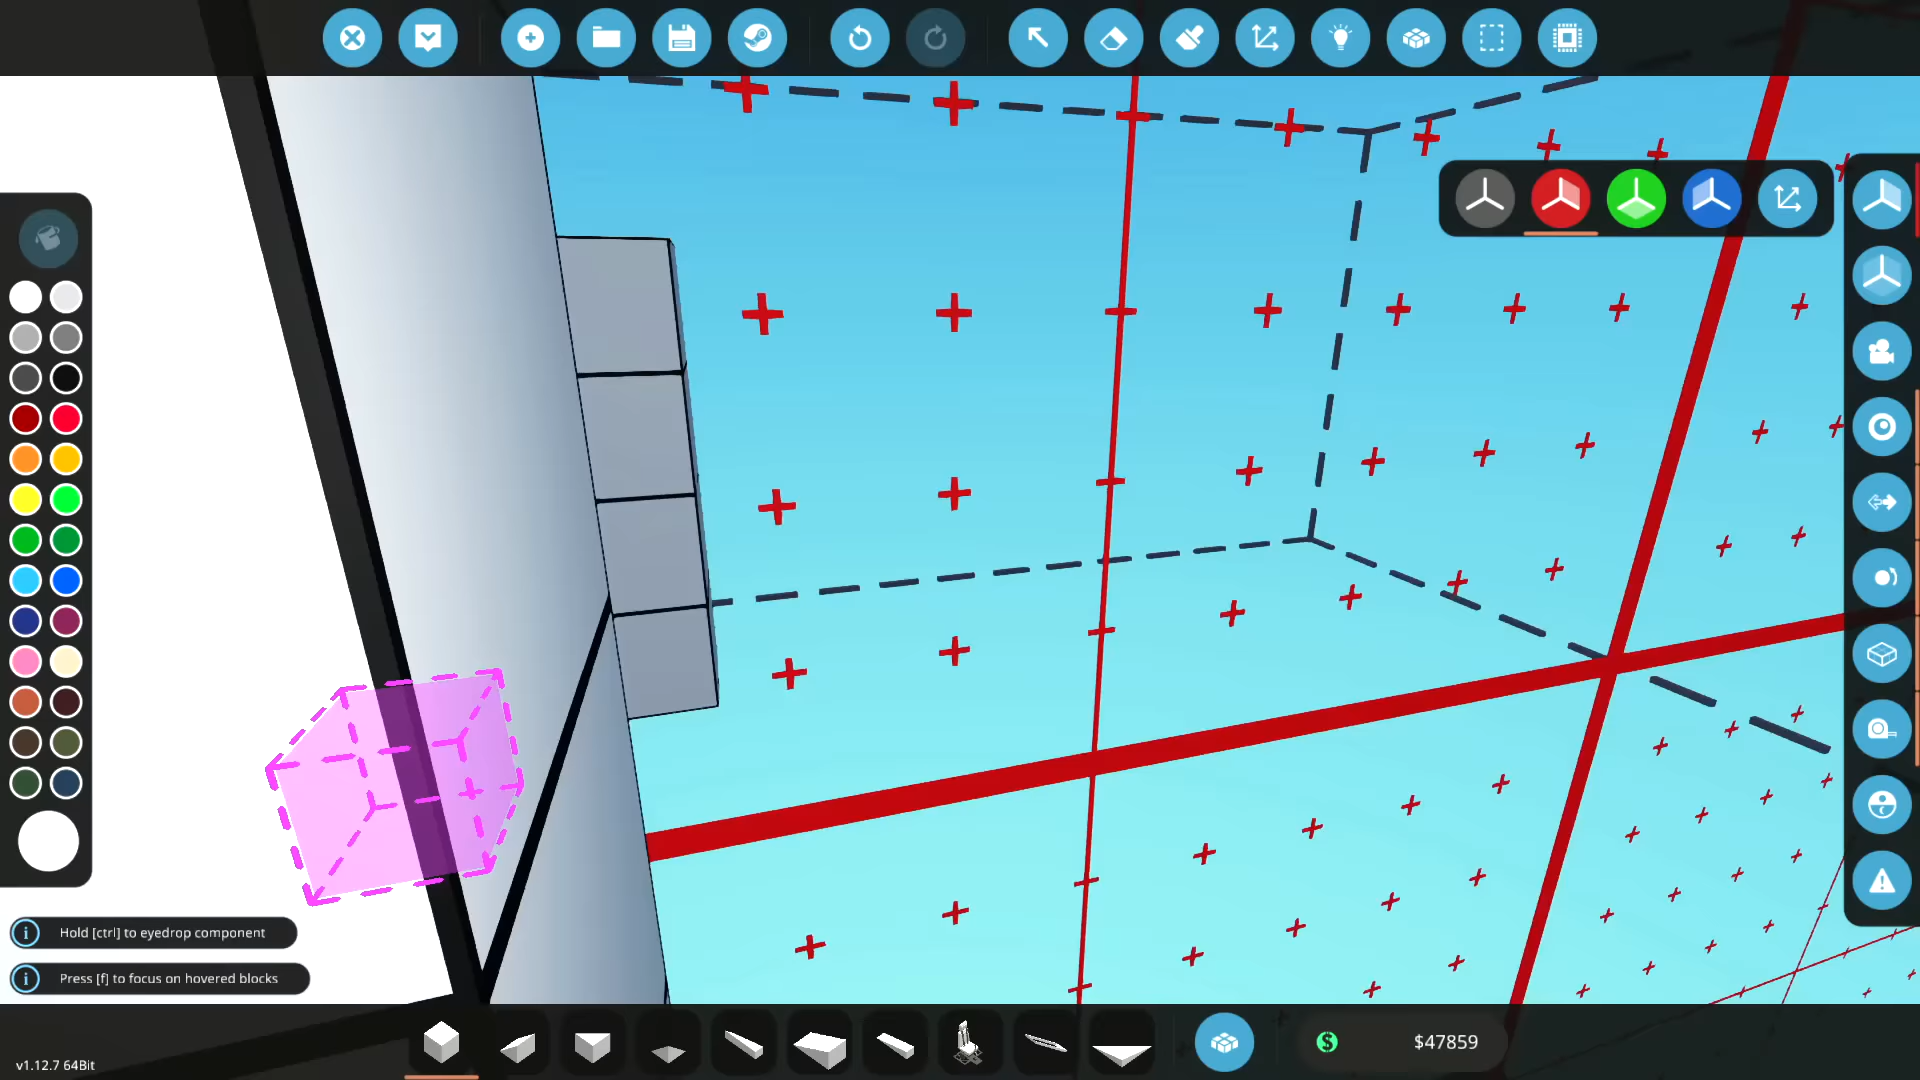 Hold [ctrl] to eyedrop component
Press [f] to focus on hovered blocks
v1.12.7 64Bit
$
$47859